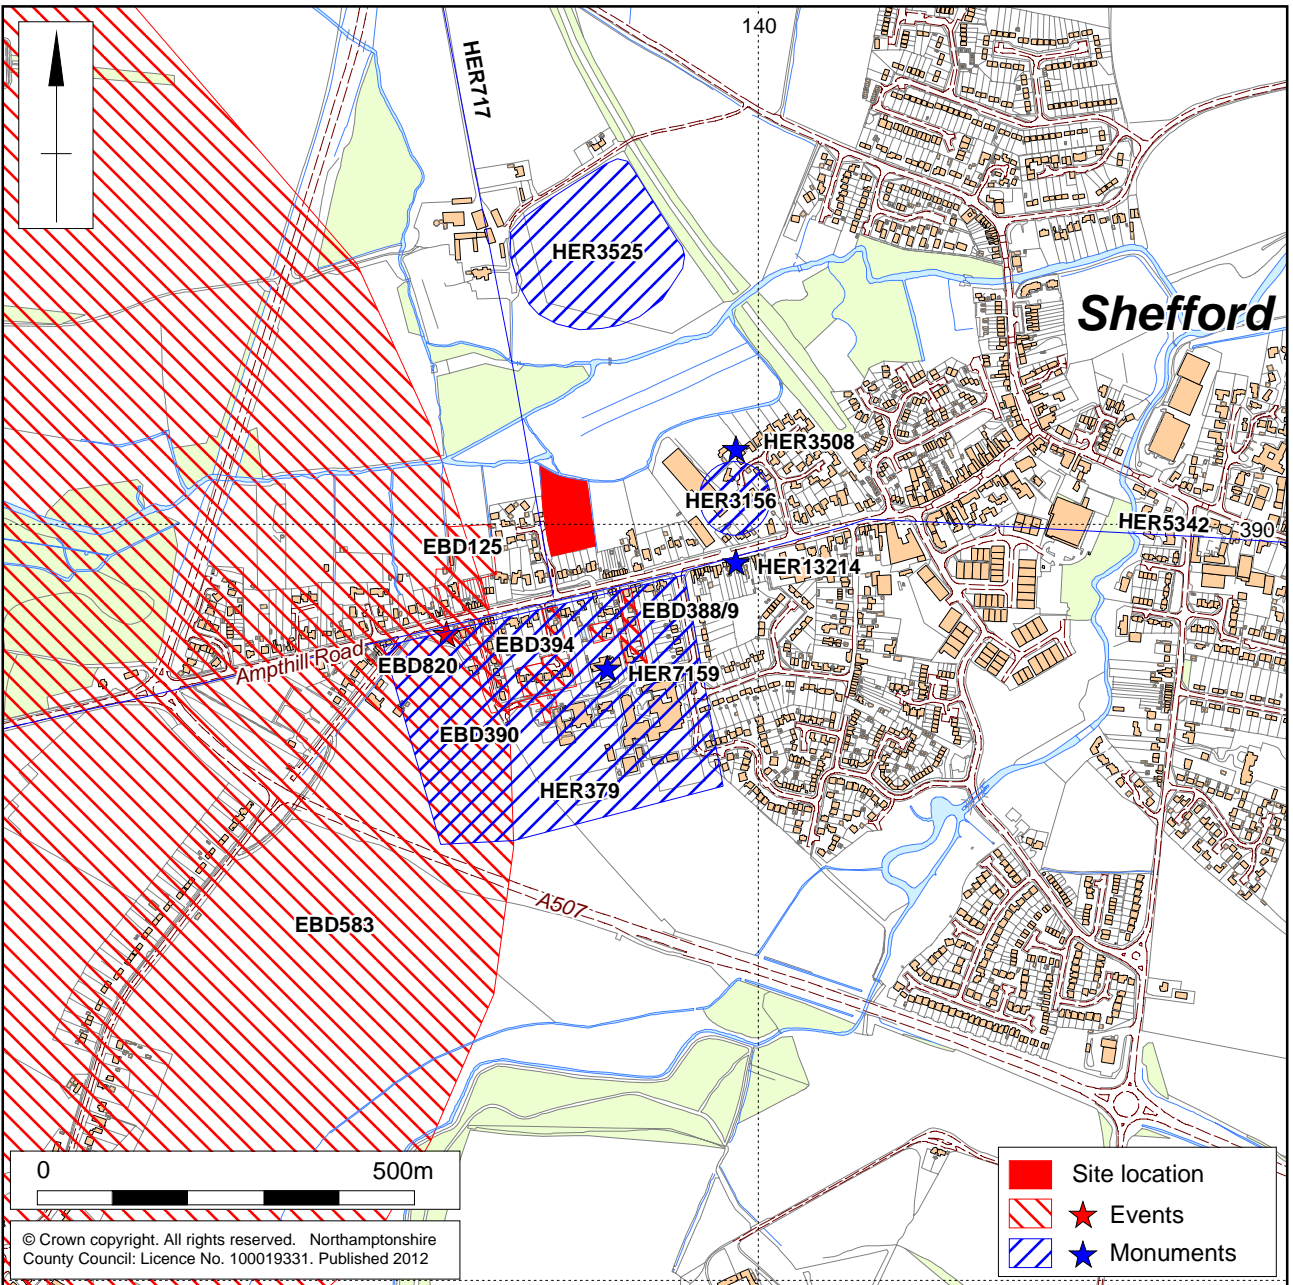 140
HER717
HER3525
Shefford
HER3508
HER3156
HER5342
390
EBD125
HER13214
EBD388/9
EBD394
EBD820
Ampthill Road
HER7159
EBD390
HER379
A507
EBD583
0 500m
© Crown copyright. All rights reserved. Northamptonshire
County Council: Licence No. 100019331. Published 2012
Site location
Events
Monuments